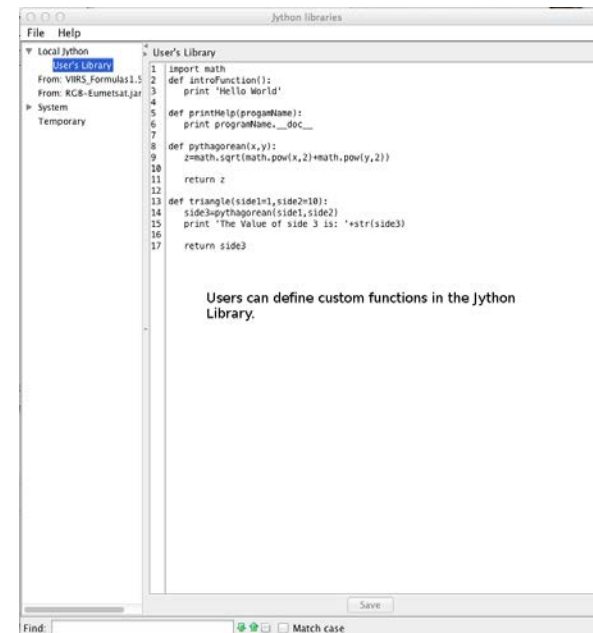 Jython libraries
File Help
Local Jython
User's Library
From: VIIRS_Formulas1.5
From: RGB-Eumetsat.jar
System
Temporary
User's Library
1 import math
2 def introFunction():
3 print 'Hello World'
4
5 def printHelp(progamName):
6 print programName.__doc__
7
8 def pythagorean(x,y):
9 z=math.sqrt(math.pow(x,2)+math.pow(y,2))
10
11 return z
12
13 def triangle(side1=1,side2=10):
14 side3=pythagorean(side1,side2)
15 print 'The Value of side 3 is: '+str(side3)
16
17 return side3
Users can define custom functions in the Jython
Library.
Save
Find: Match case